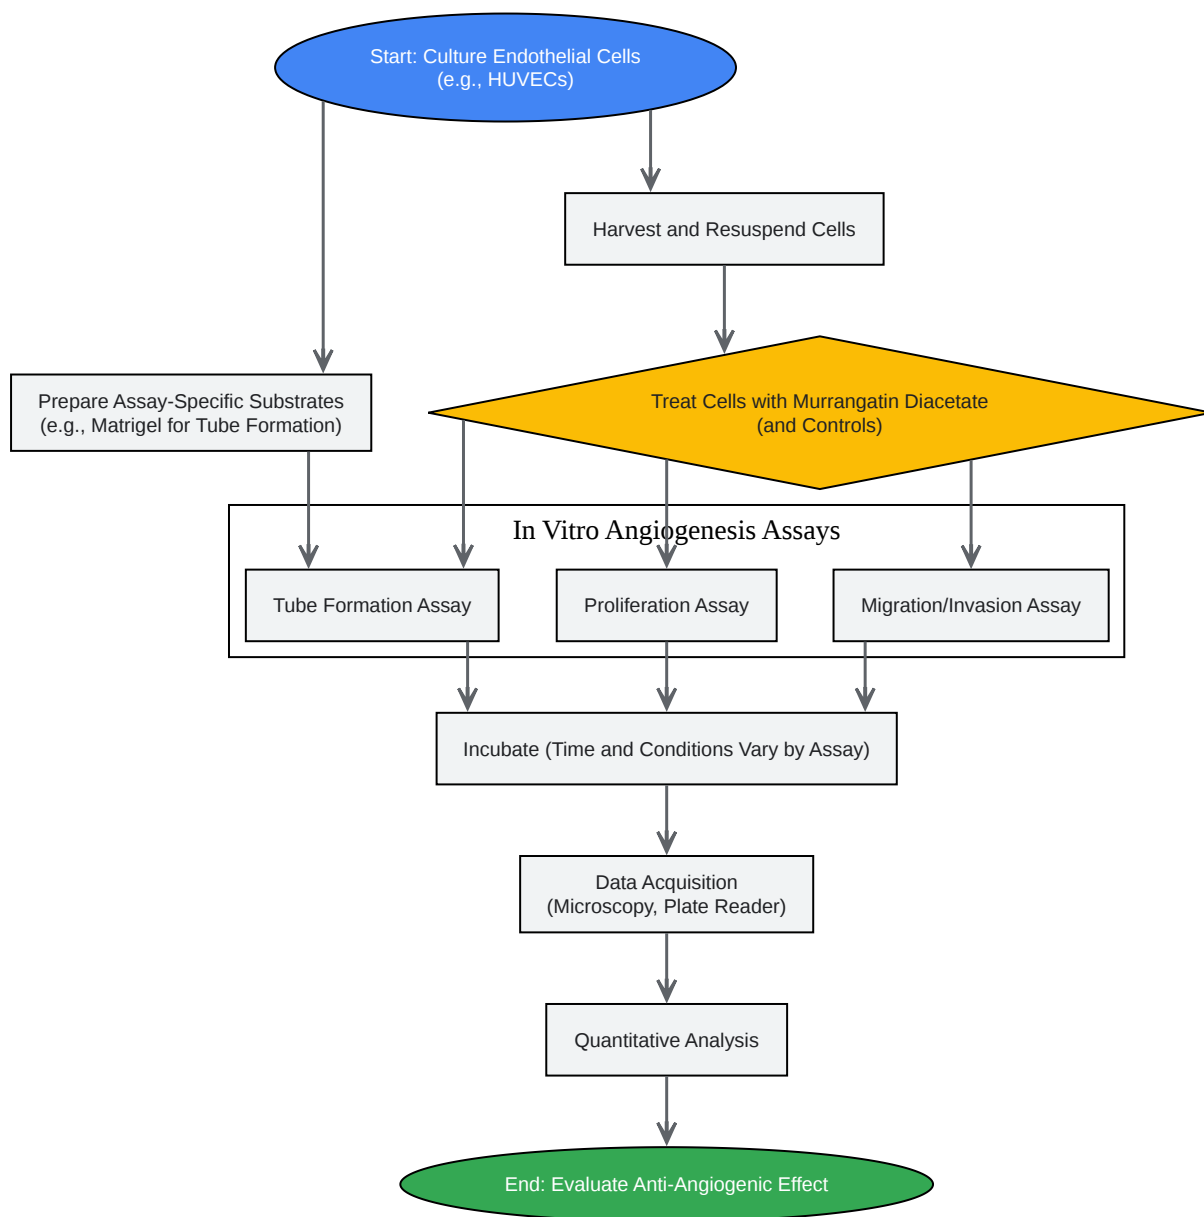 Start: Culture Endothelial Cells
(e.g., HUVECs)
Harvest and Resuspend Cells
Prepare Assay-Specific Substrates
(e.g., Matrigel for Tube Formation)
Treat Cells with Murrangatin Diacetate
(and Controls)
In Vitro Angiogenesis Assays
Tube Formation Assay
Proliferation Assay
Migration/Invasion Assay
Incubate (Time and Conditions Vary by Assay)
Data Acquisition
(Microscopy, Plate Reader)
Quantitative Analysis
End: Evaluate Anti-Angiogenic Effect